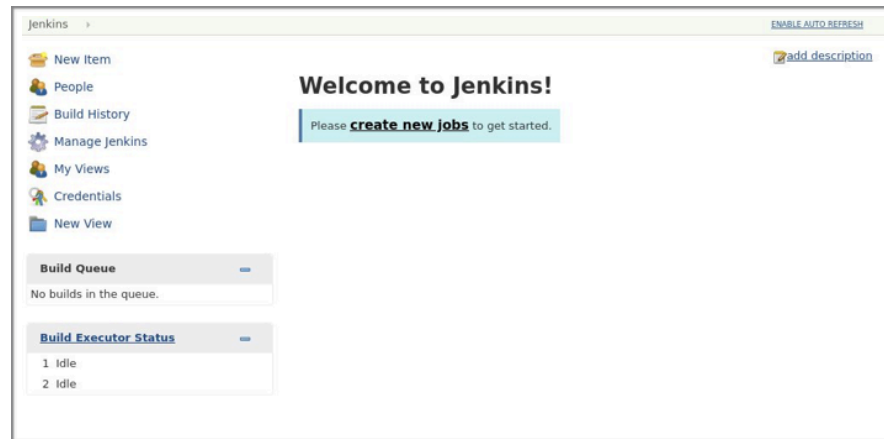 Jenkins ›
ENABLE AUTO REFRESH
New Item
People
Build History
Manage Jenkins
My Views
Credentials
New View
add description
Welcome to Jenkins!
Please create new jobs to get started.
Build Queue
No builds in the queue.
Build Executor Status
1 Idle
2 Idle